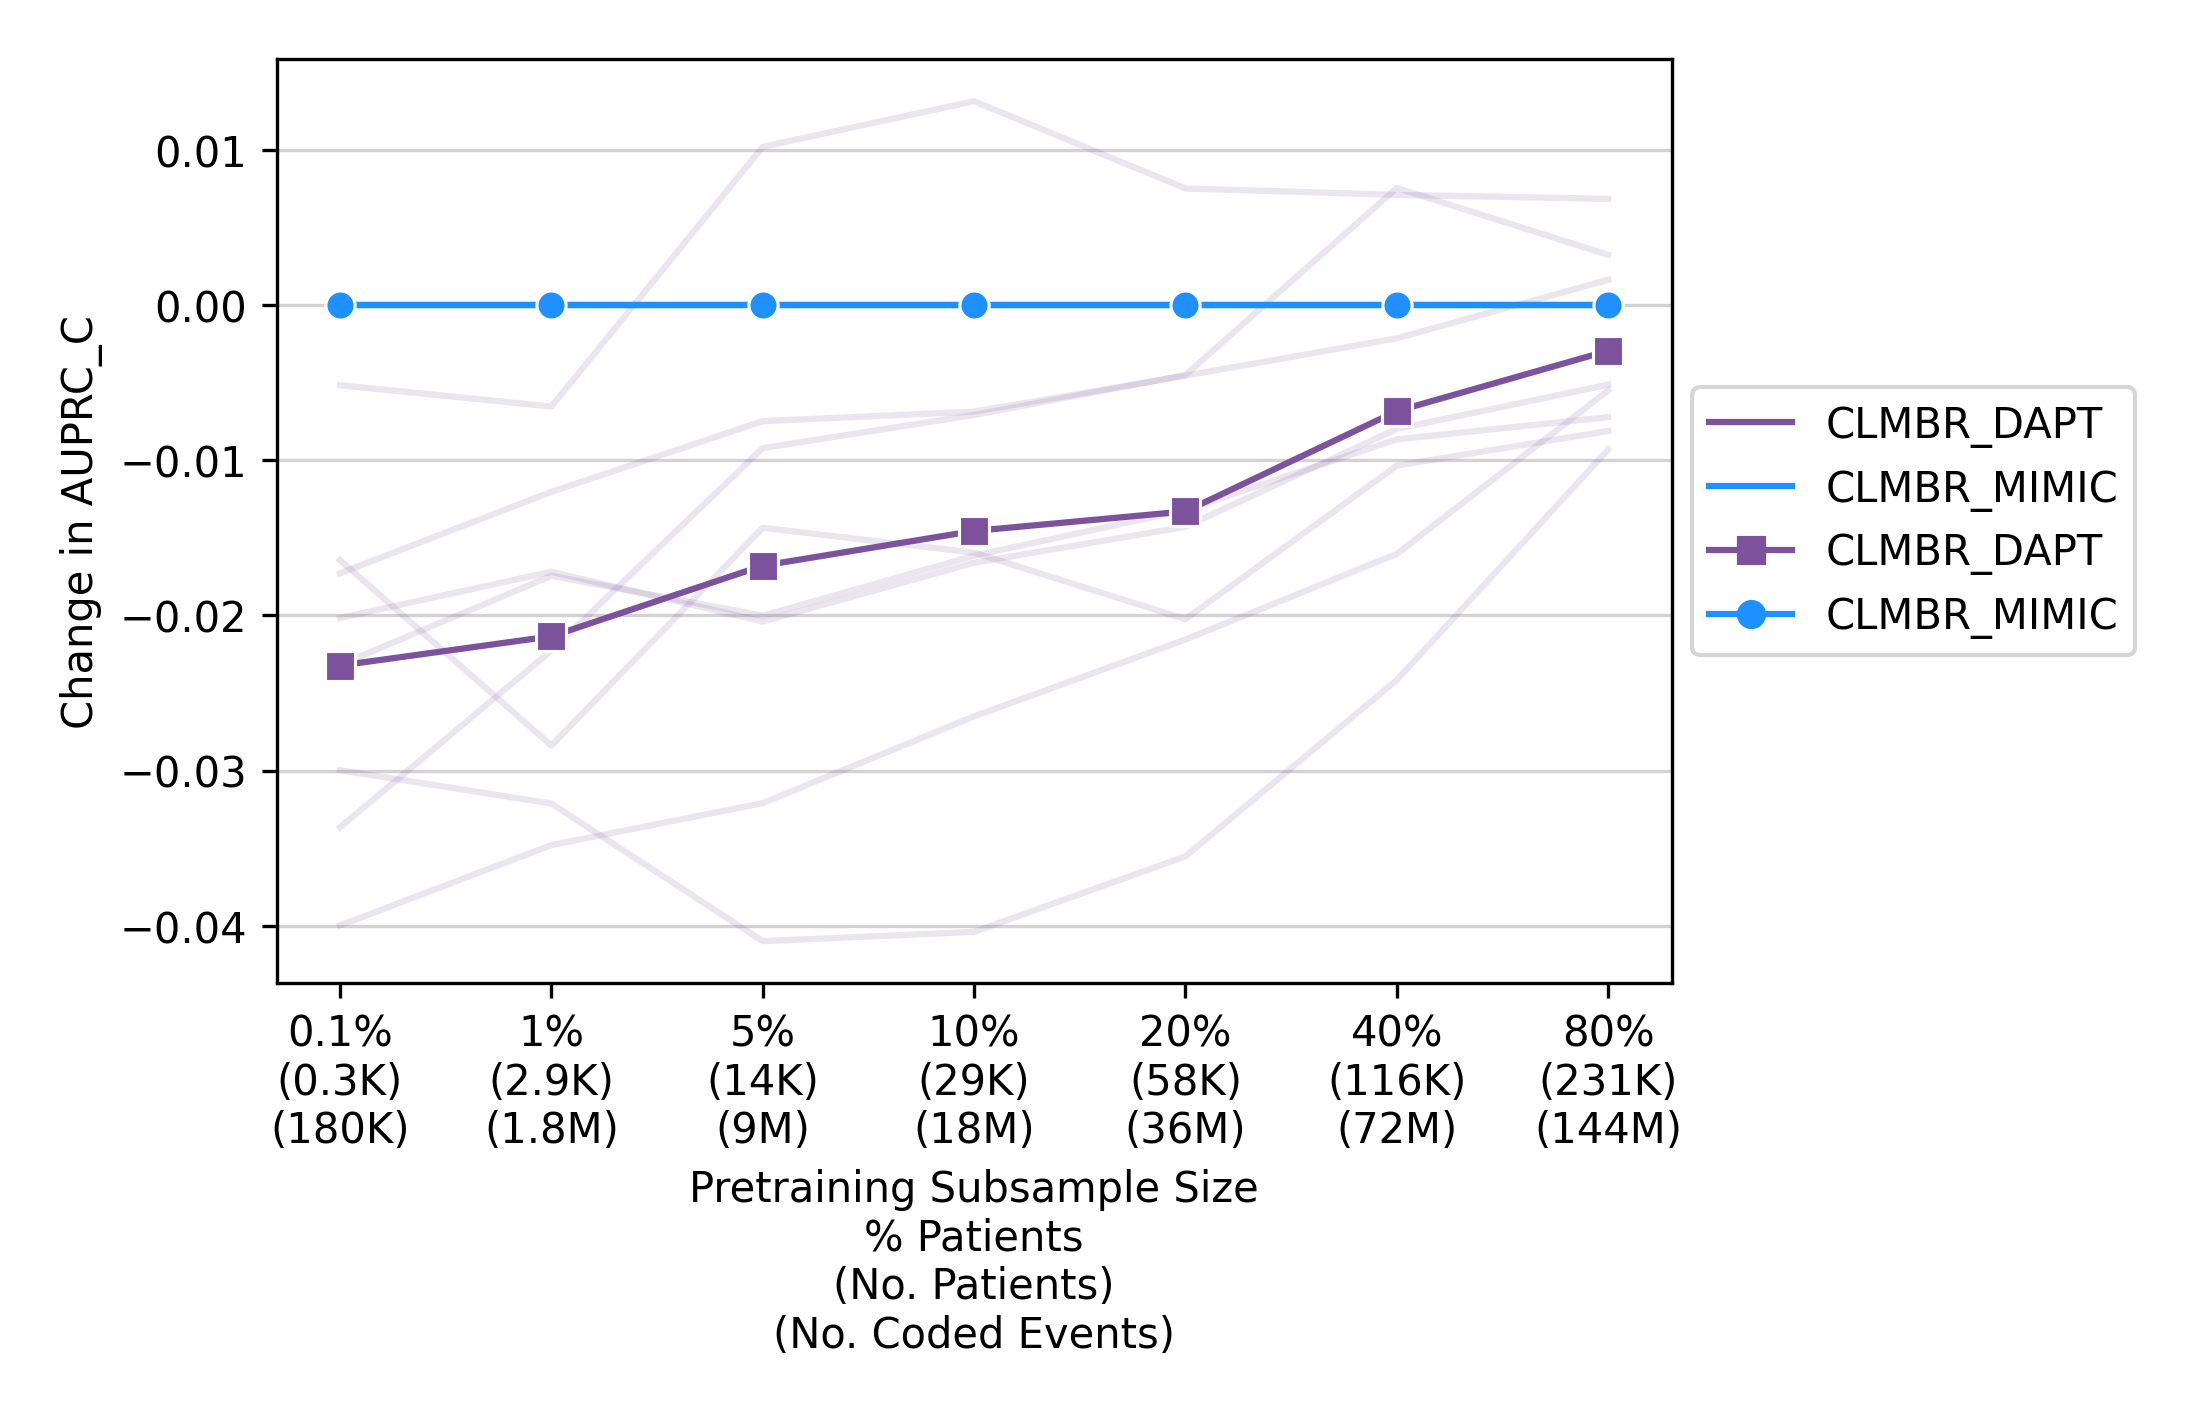 0.01
0.00
−0.01
−0.02
−0.03
−0.04
Change in AUPRC_C
0.1% 1% 5% 10% 20% 40% 80%
(0.3K) (2.9K) (14K) (29K) (58K) (116K) (231K)
(180K) (1.8M) (9M) (18M) (36M) (72M) (144M)
Pretraining Subsample Size
% Patients
(No. Patients)
(No. Coded Events)
CLMBR_DAPT
CLMBR_MIMIC
CLMBR_DAPT
CLMBR_MIMIC